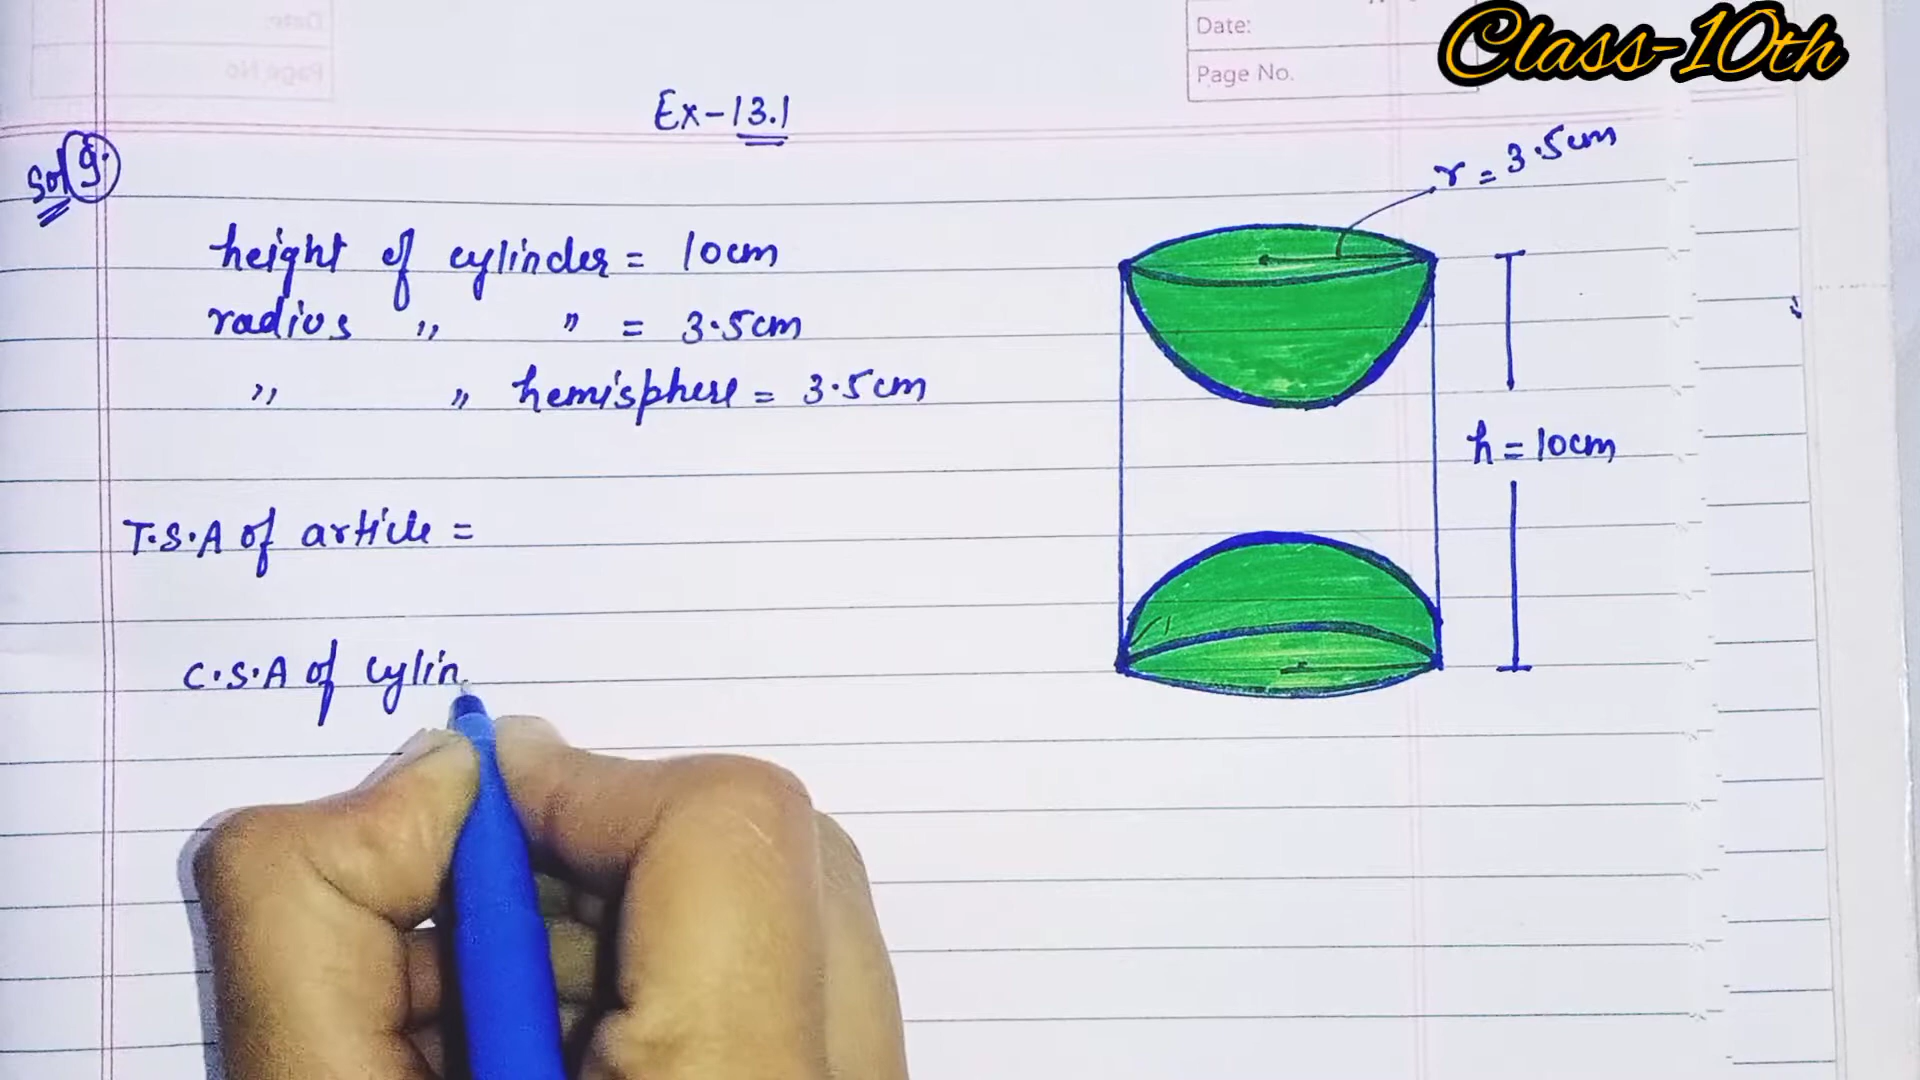 Date:
Page No.
Class-10th
Ex-13.1
Sol 9.
r = 3.5cm
height of cylinder = 10cm
radius ,, " = 3.5cm
,, ,, hemisphere = 3.5cm
h = 10cm
T.S.A of article =
C.S.A of cylin